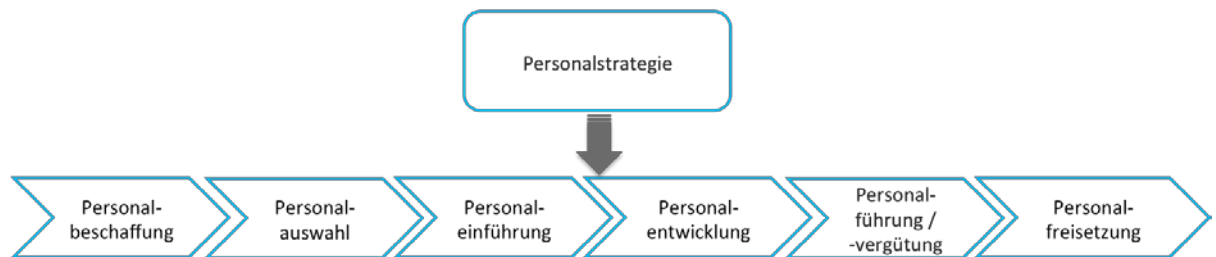 Personalstrategie
Personal-
beschaffung
Personal-
auswahl
Personal-
einführung
Personal-
entwicklung
Personal-
führung /
-vergütung
Personal-
freisetzung